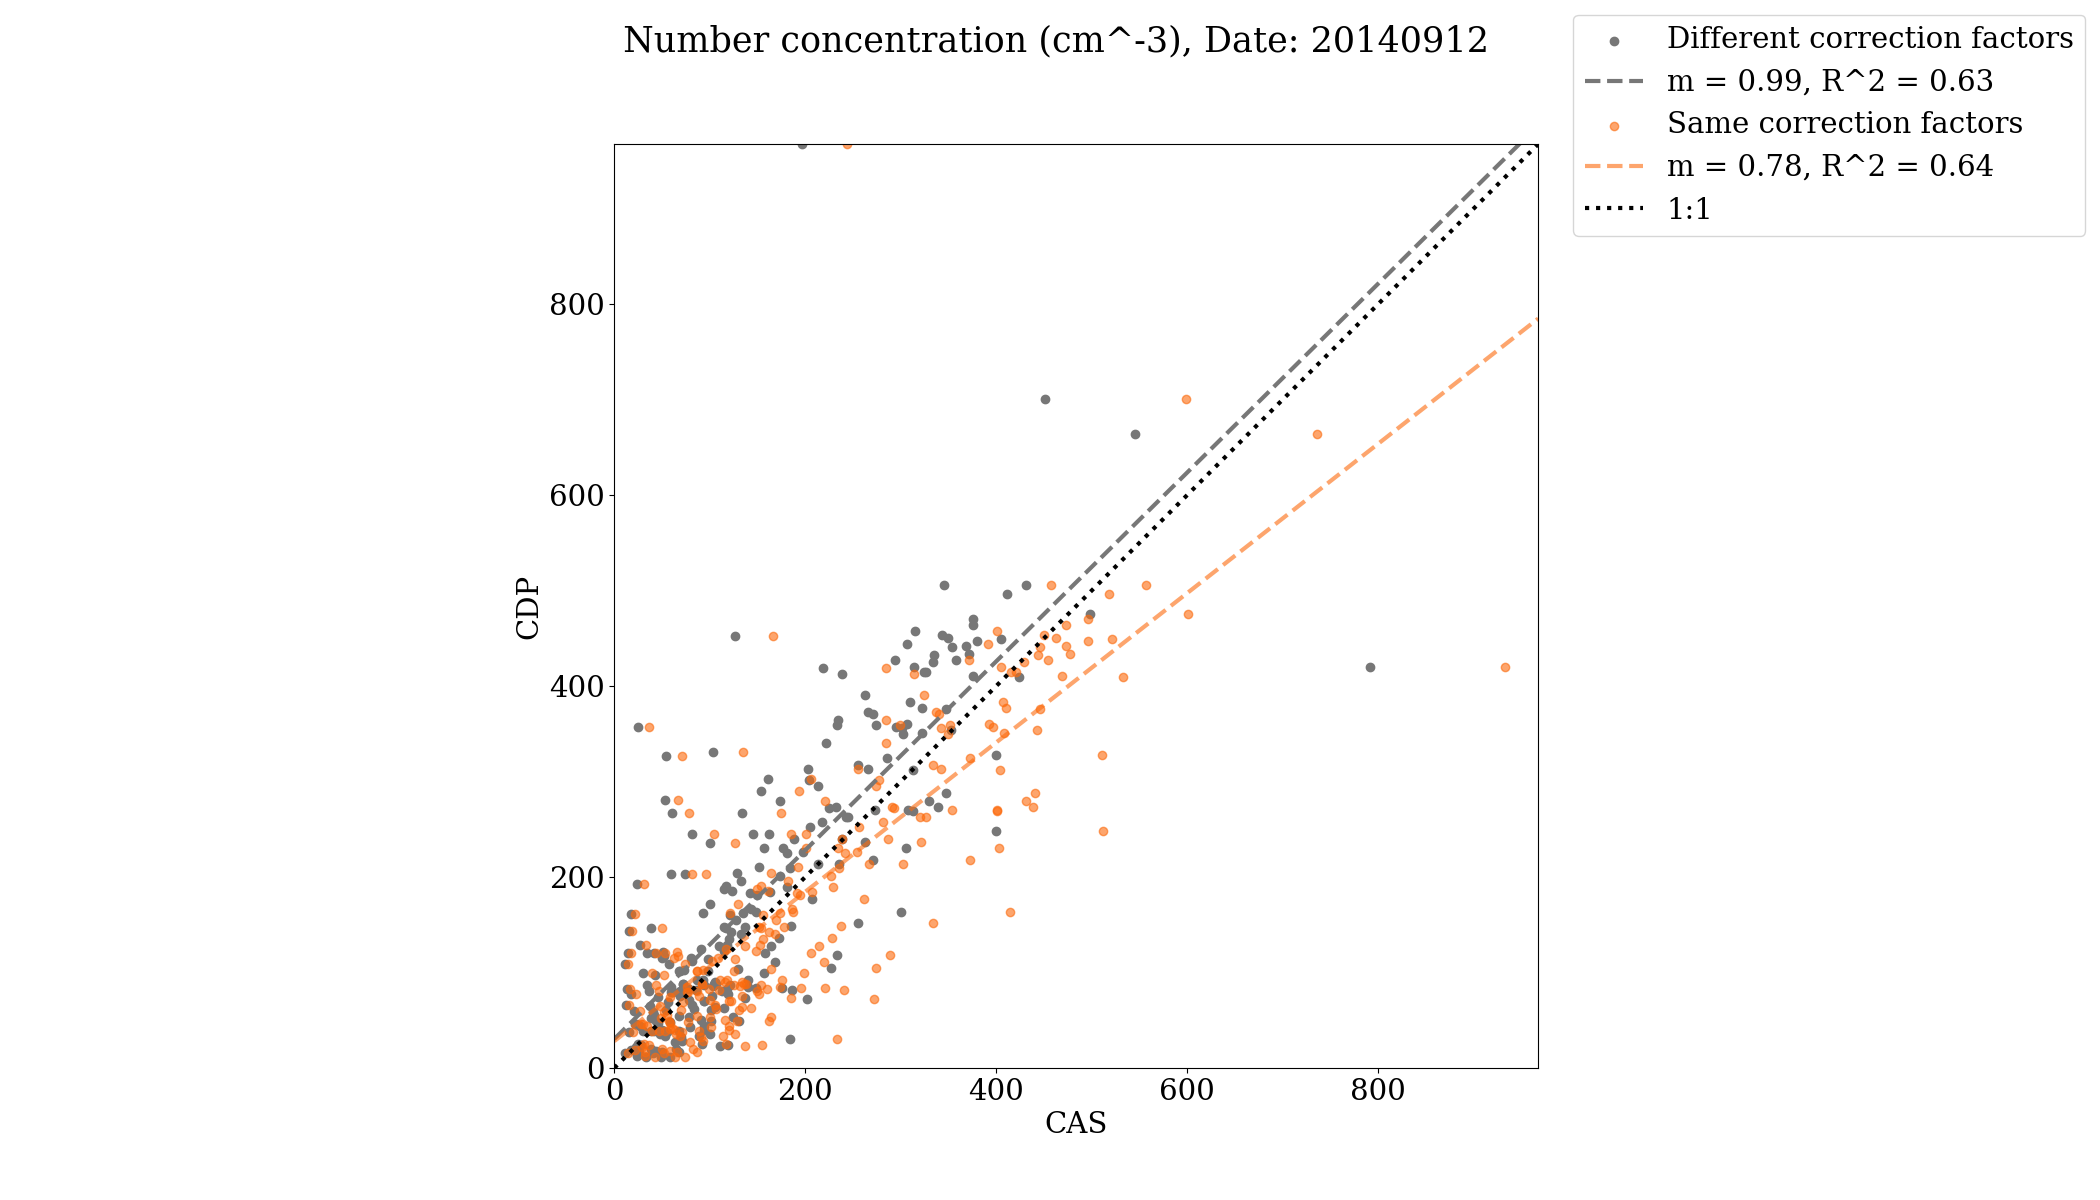 Number concentration (cm^-3), Date: 20140912
Different correction factors
m = 0.99, R^2 = 0.63
Same correction factors
m = 0.78, R^2 = 0.64
1:1
800
600
400
200
0
CDP
0 200 400 600 800
CAS